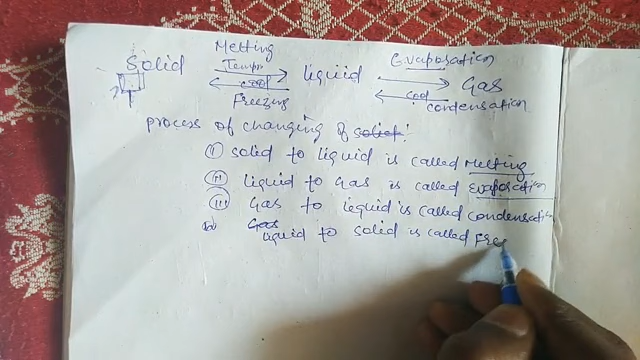 Melting Evaporation
Solid Tempr liquid Gas
cool cool
Freezing condensation
process of changing of solid:
(i) solid to liquid is called Melting
(ii) liquid to Gas is called Evaporation
(iii) Gas to liquid is called condensation
iv) Gas
liquid to solid is called Fre